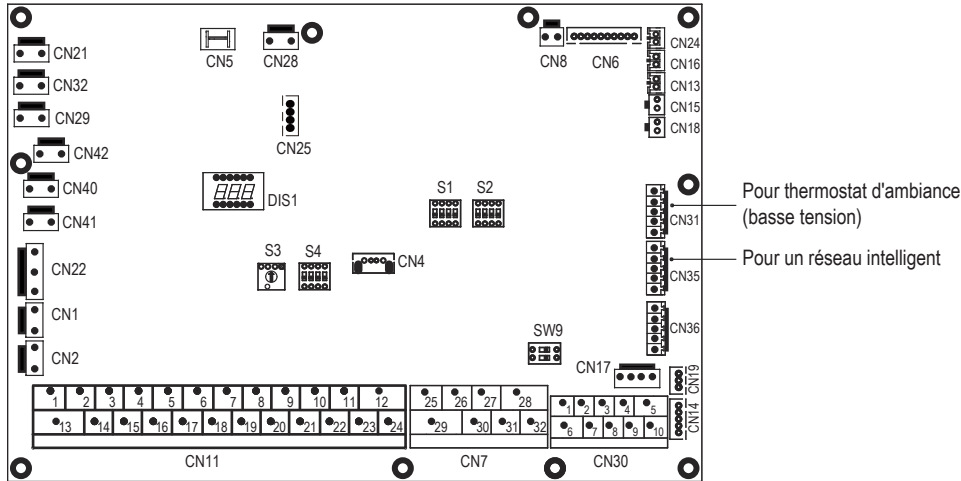 CN21
CN32
CN29
CN42
CN40
CN41
CN22
CN1
CN2
CN5
CN28
CN25
DIS1
S3
S4
CN4
S1
S2
CN8
CN6
CN24
CN16
CN13
CN15
CN18
CN31
Pour thermostat d'ambiance
(basse tension)
CN35
Pour un réseau intelligent
CN36
SW9
CN17
CN19
CN14
1 2 3 4 5 6 7 8 9 10 11 12
13 14 15 16 17 18 19 20 21 22 23 24
CN11
25 26 27 28
29 30 31 32
CN7
1 2 3 4 5
6 7 8 9 10
CN30